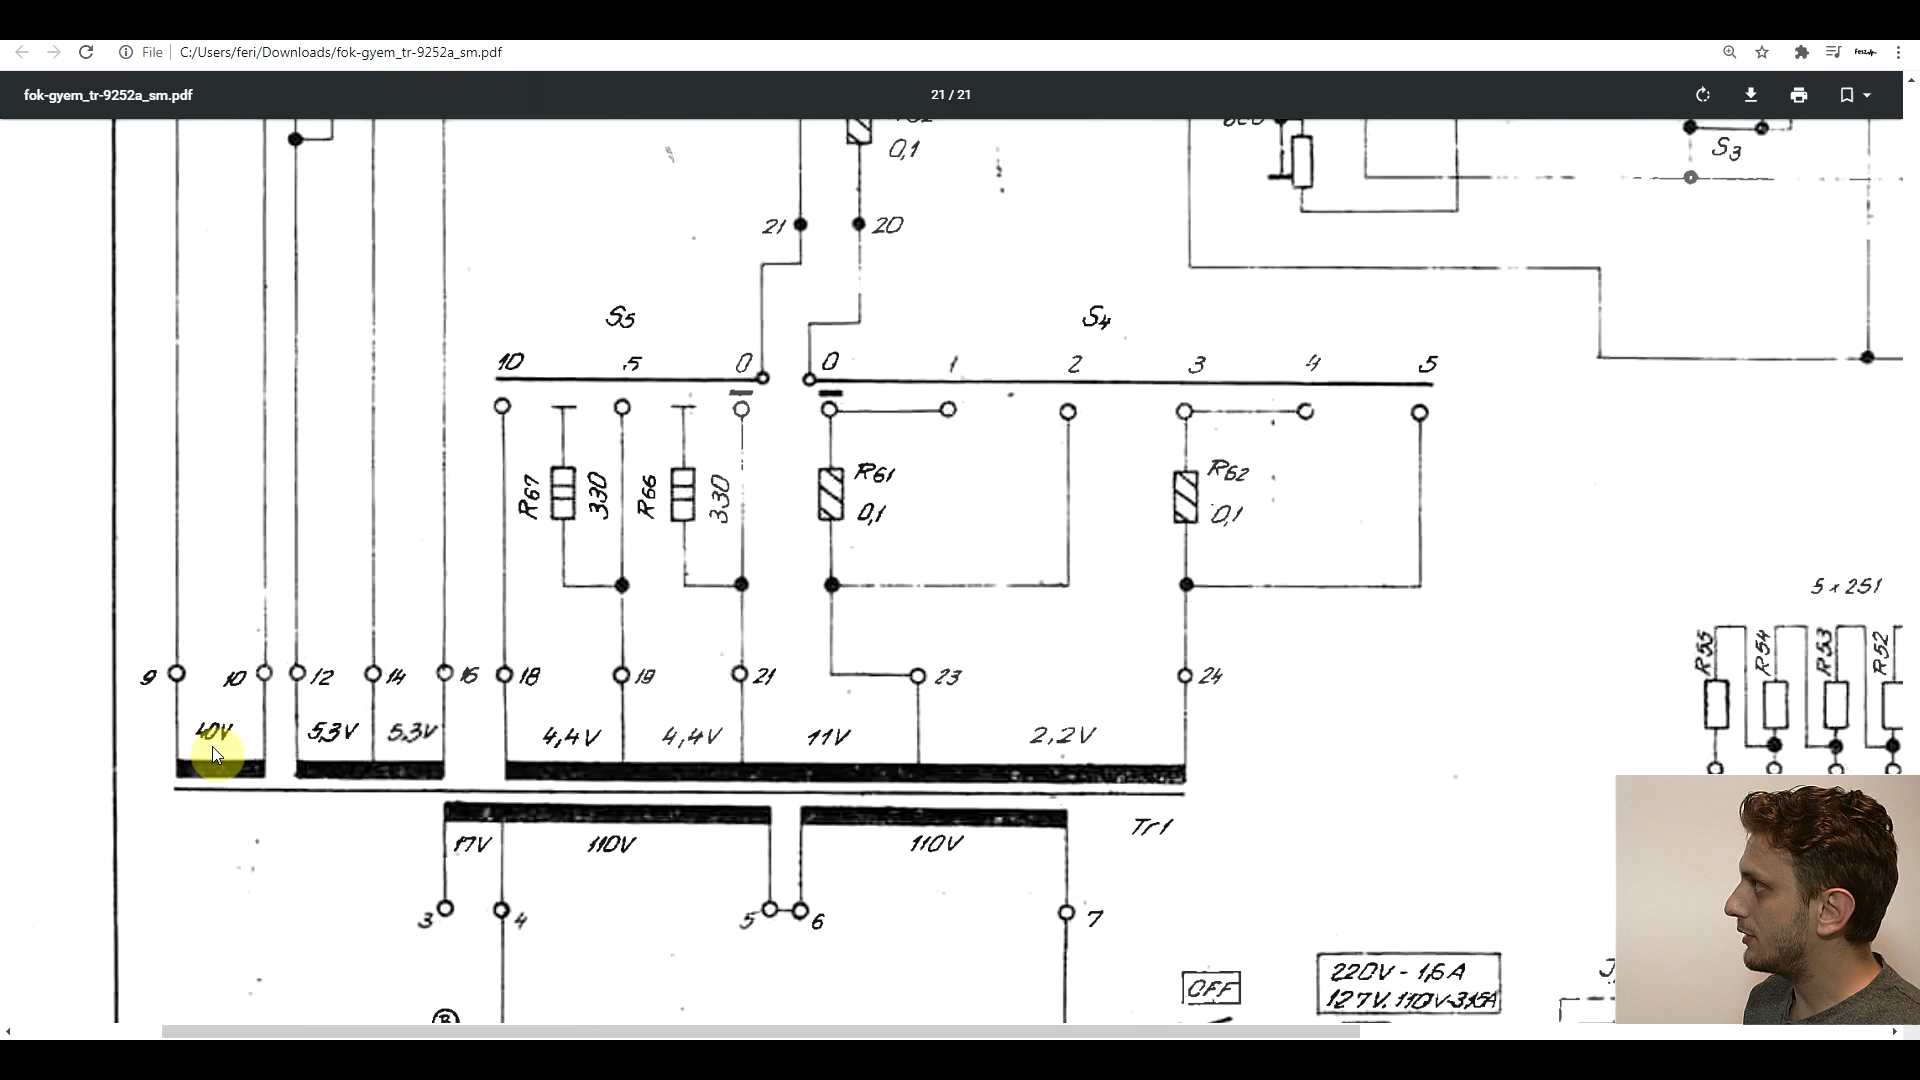 File
C:/Users/feri/Downloads/fok-gyem_tr-9252a_sm.pdf
fok-gyem_tr-9252a_sm.pdf
21 / 21
0,1
S3
21
20
S5
S4
10
.5
0
0
1
2
3
4
5
R67
330
R66
330
R61
0,1
R62
0,1
5 x 251
R55
R54
R53
R52
9
10
12
14
16
18
19
21
23
24
40V
5,3V
5,3V
4,4V
4,4V
11V
2,2V
17V
110V
110V
Tr1
3
4
5
6
7
OFF
220V - 1,6A
127V. 110V-3,15A
B